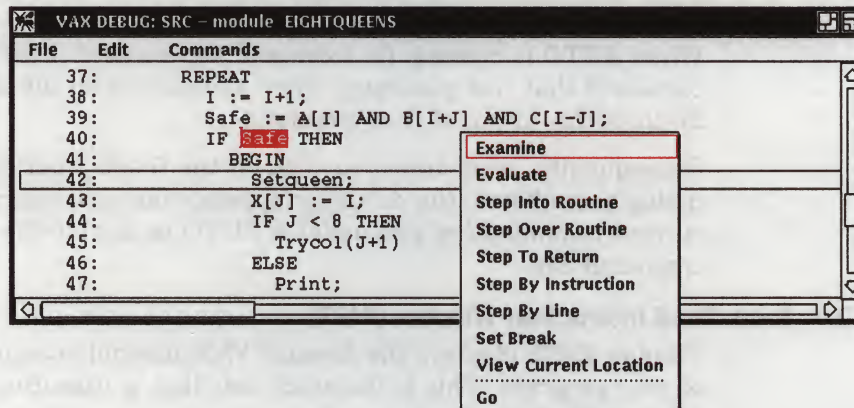 VAX DEBUG: SRC – module EIGHTQUEENS
File Edit Commands
37: REPEAT
38: I := I+1;
39: Safe := A[I] AND B[I+J] AND C[I-J];
40: IF Safe THEN
41: BEGIN
42: Setqueen;
43: X[J] := I;
44: IF J < 8 THEN
45: Trycol(J+1)
46: ELSE
47: Print;
Examine
Evaluate
Step Into Routine
Step Over Routine
Step To Return
Step By Instruction
Step By Line
Set Break
View Current Location
Go